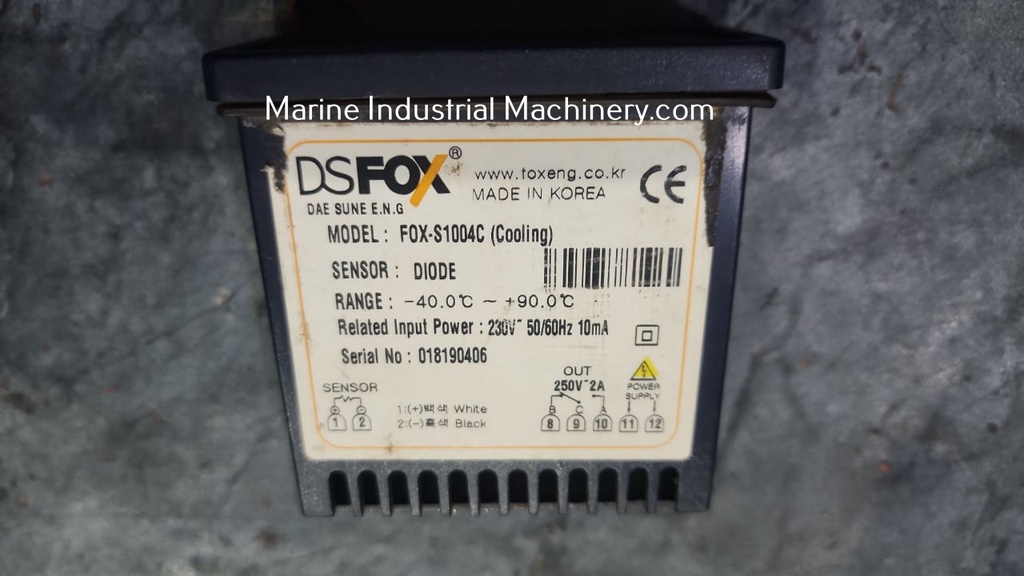 Marine Industrial Machinery.com
DSFOX® www.foxeng.co.kr CE
DAE SUNE E.N.G MADE IN KOREA
MODEL : FOX-S1004C (Cooling)
SENSOR : DIODE
RANGE : -40.0℃ ~ +90.0℃
Related Input Power : 230V~ 50/60Hz 10mA
Serial No : 018190406
SENSOR
1 2
1:(+)백 색 White
2:(-)흑 색 Black
OUT
250V~2A
B C A
8 9 10
POWER
SUPPLY
11 12